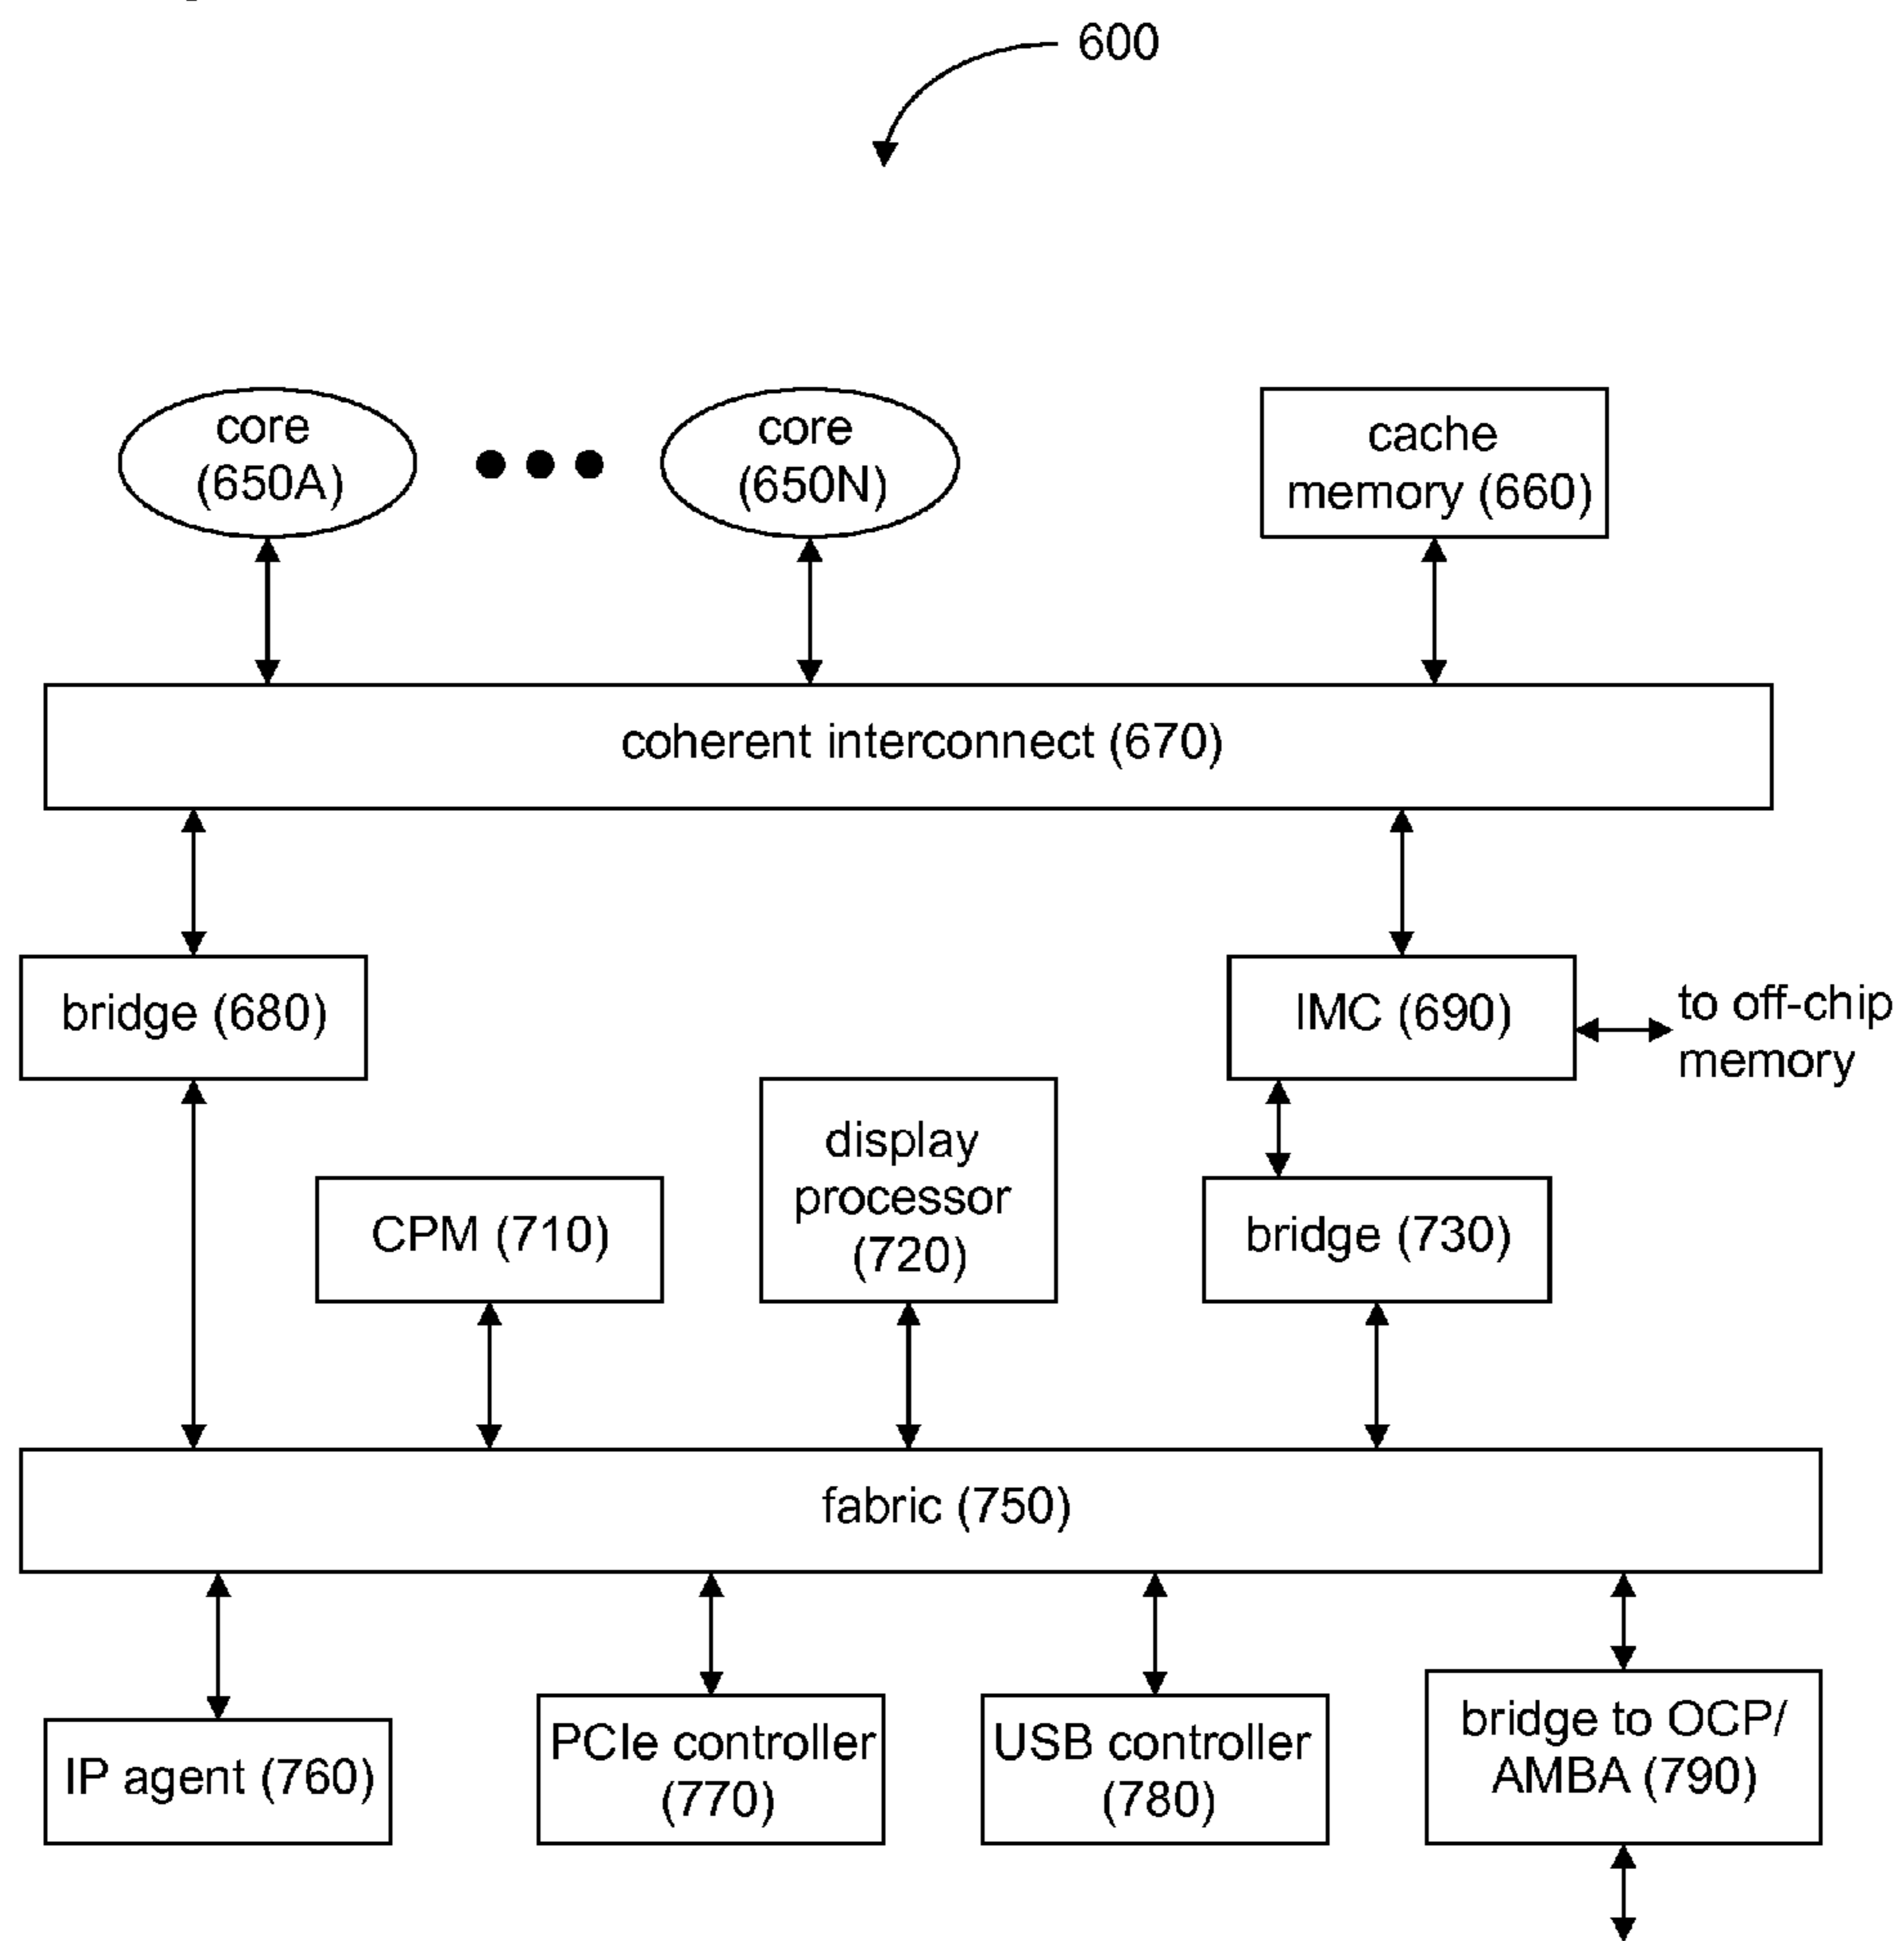 600
core
(650A)
core
(650N)
cache
memory (660)
coherent interconnect (670)
bridge (680)
IMC (690)
to off-chip
memory
CPM (710)
display
processor
(720)
bridge (730)
fabric (750)
IP agent (760)
PCIe controller
(770)
USB controller
(780)
bridge to OCP/
AMBA (790)